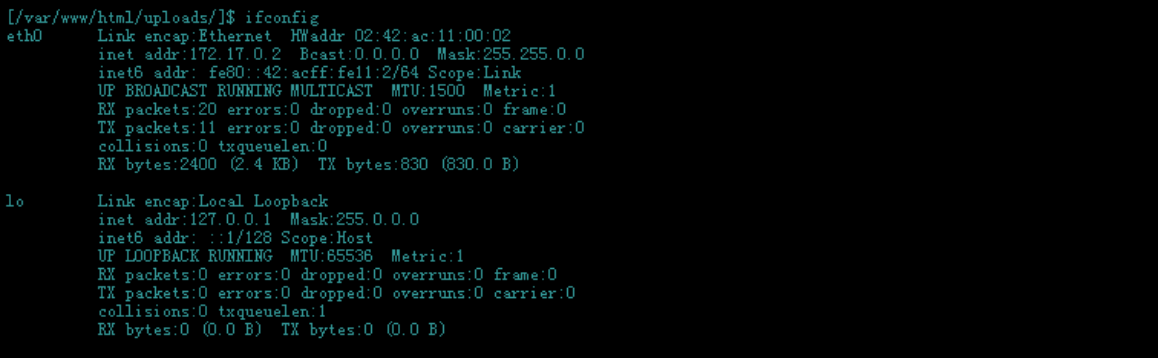 [/var/www/html/uploads/]$ ifconfig
eth0      Link encap:Ethernet  HWaddr 02:42:ac:11:00:02
          inet addr:172.17.0.2  Bcast:0.0.0.0  Mask:255.255.0.0
          inet6 addr: fe80::42:acff:fe11:2/64 Scope:Link
          UP BROADCAST RUNNING MULTICAST  MTU:1500  Metric:1
          RX packets:20 errors:0 dropped:0 overruns:0 frame:0
          TX packets:11 errors:0 dropped:0 overruns:0 carrier:0
          collisions:0 txqueuelen:0
          RX bytes:2400 (2.4 KB)  TX bytes:830 (830.0 B)

lo        Link encap:Local Loopback
          inet addr:127.0.0.1  Mask:255.0.0.0
          inet6 addr: ::1/128 Scope:Host
          UP LOOPBACK RUNNING  MTU:65536  Metric:1
          RX packets:0 errors:0 dropped:0 overruns:0 frame:0
          TX packets:0 errors:0 dropped:0 overruns:0 carrier:0
          collisions:0 txqueuelen:1
          RX bytes:0 (0.0 B)  TX bytes:0 (0.0 B)